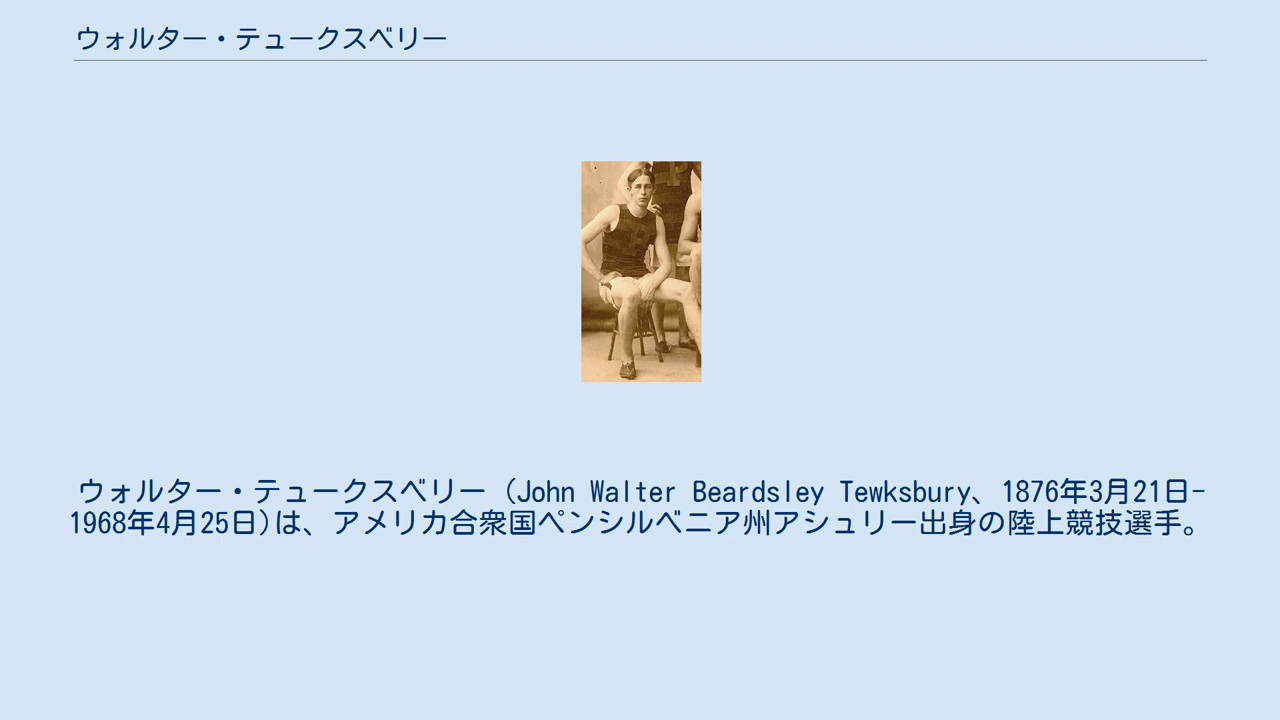 ウォルター・テュークスベリー
ウォルター・テュークスベリー（John Walter Beardsley Tewksbury、1876年3月21日-
1968年4月25日)は、アメリカ合衆国ペンシルベニア州アシュリー出身の陸上競技選手。